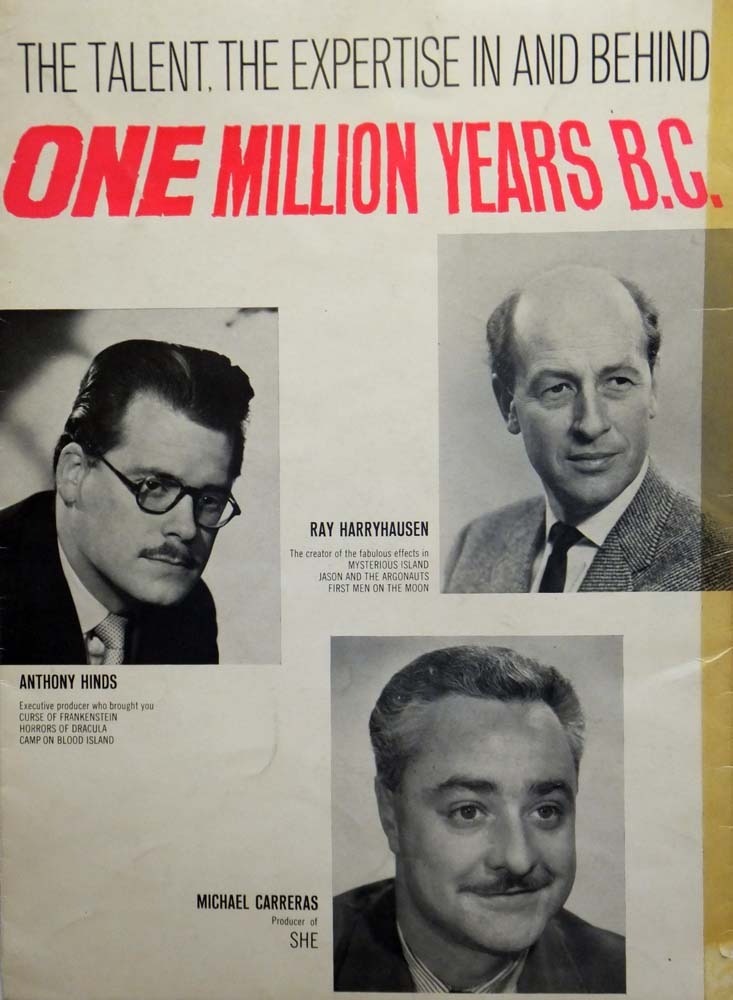 THE TALENT, THE EXPERTISE IN AND BEHIND
ONE MILLION YEARS B.C.
RAY HARRYHAUSEN
The creator of the fabulous effects in
MYSTERIOUS ISLAND
JASON AND THE ARGONAUTS
FIRST MEN ON THE MOON
ANTHONY HINDS
Executive producer who brought you
CURSE OF FRANKENSTEIN
HORRORS OF DRACULA
CAMP ON BLOOD ISLAND
MICHAEL CARRERAS
Producer of
SHE